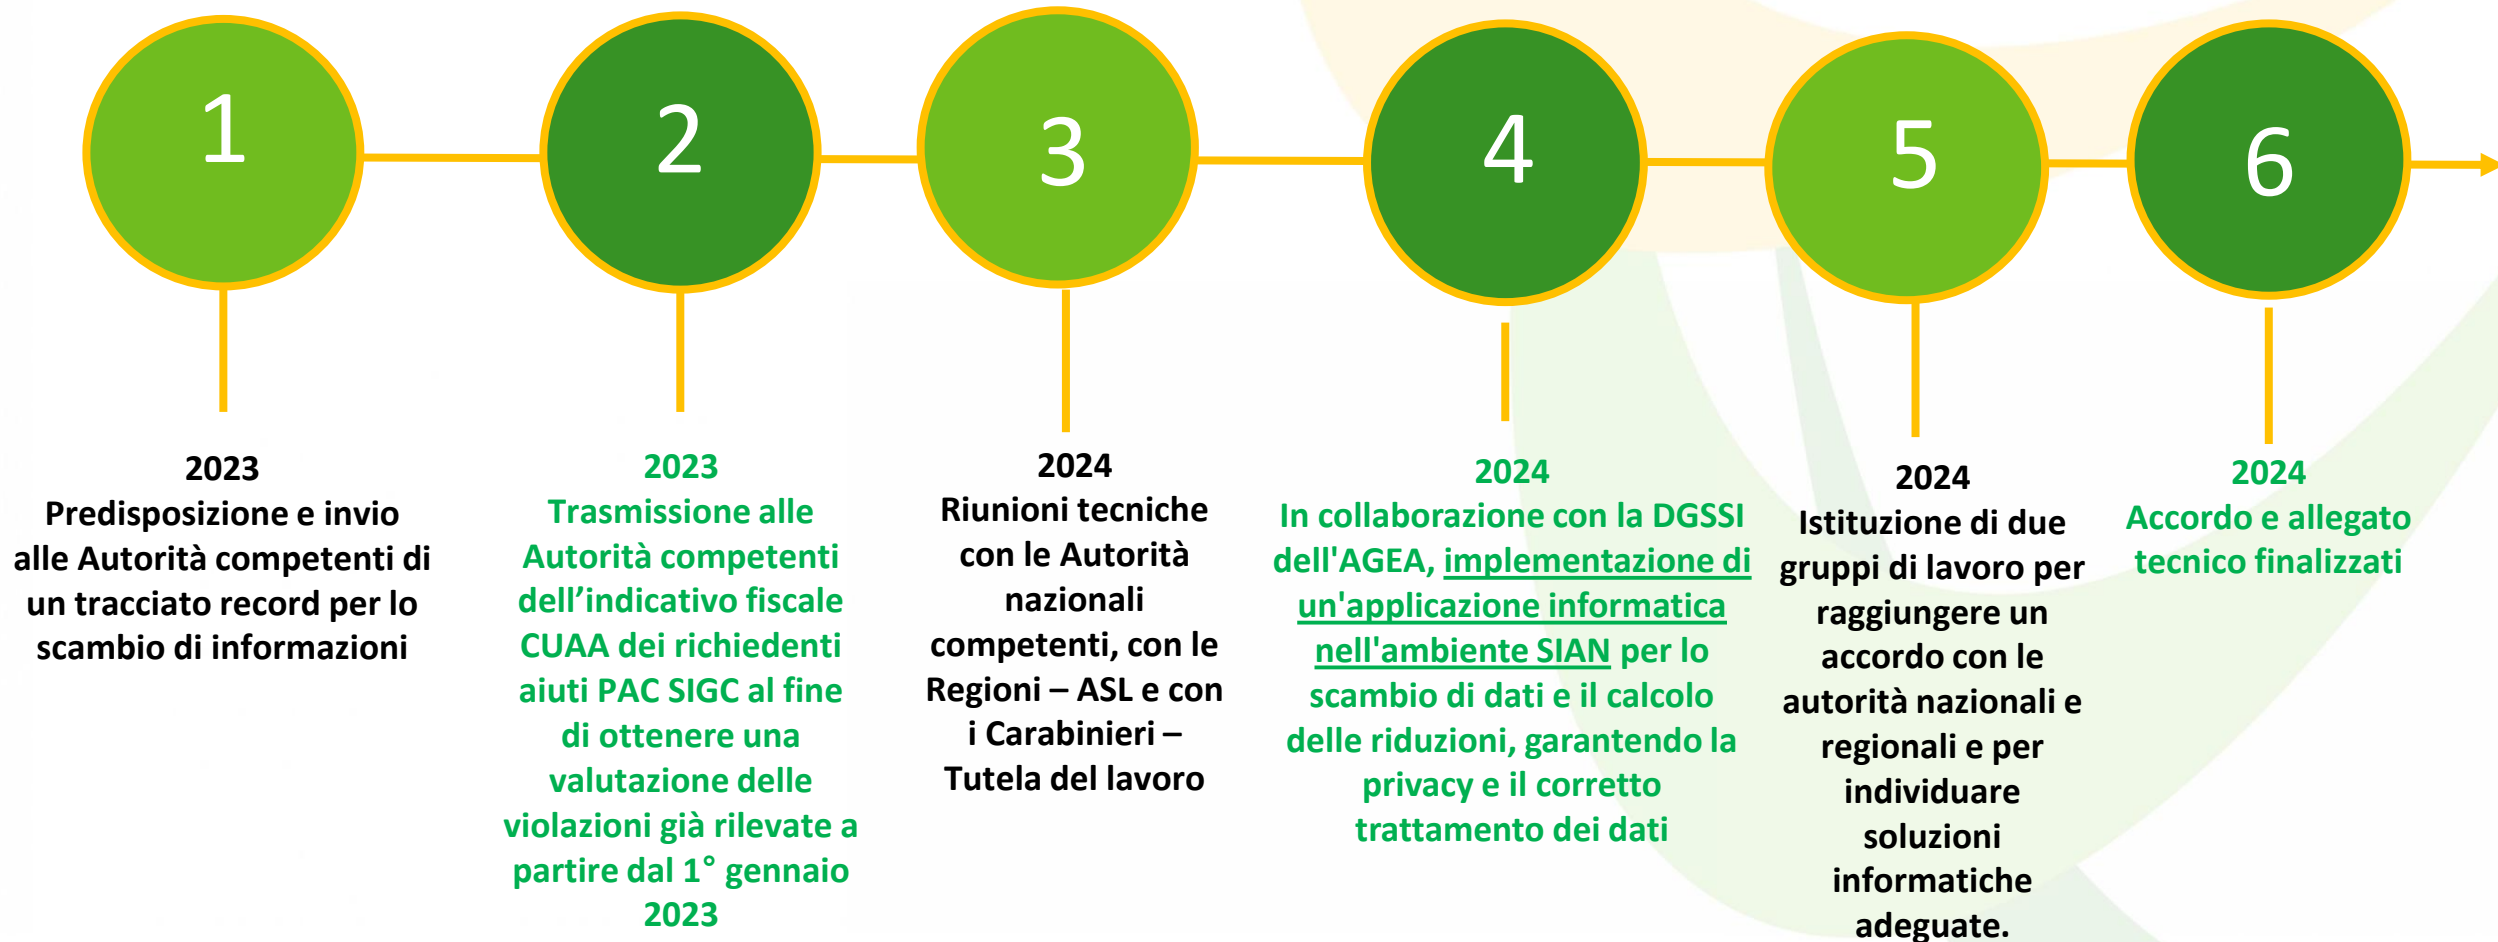 1
2023
Predisposizione e invio
alle Autorità competenti di
un tracciato record per lo
scambio di informazioni
2
2023
Trasmissione alle
Autorità competenti
dell’indicativo fiscale
CUAA dei richiedenti
aiuti PAC SIGC al fine
di ottenere una
valutazione delle
violazioni già rilevate a
partire dal 1° gennaio
2023
3
2024
Riunioni tecniche
con le Autorità
nazionali
competenti, con le
Regioni – ASL e con
i Carabinieri –
Tutela del lavoro
4
2024
In collaborazione con la DGSSI
dell'AGEA, implementazione di
un'applicazione informatica
nell'ambiente SIAN per lo
scambio di dati e il calcolo
delle riduzioni, garantendo la
privacy e il corretto
trattamento dei dati
5
2024
Istituzione di due
gruppi di lavoro per
raggiungere un
accordo con le
autorità nazionali e
regionali e per
individuare
soluzioni
informatiche
adeguate.
6
2024
Accordo e allegato
tecnico finalizzati